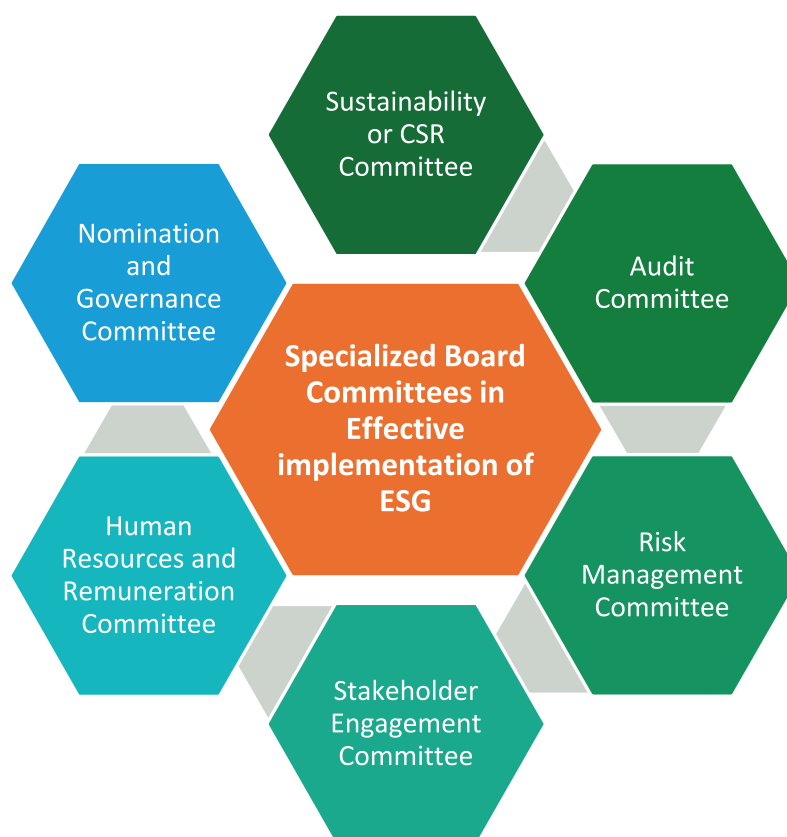 Sustainability
or CSR
Committee
Nomination
and
Governance
Committee
Audit
Committee
Specialized Board
Committees in
Effective
implementation of
ESG
Human
Resources and
Remuneration
Committee
Risk
Management
Committee
Stakeholder
Engagement
Committee